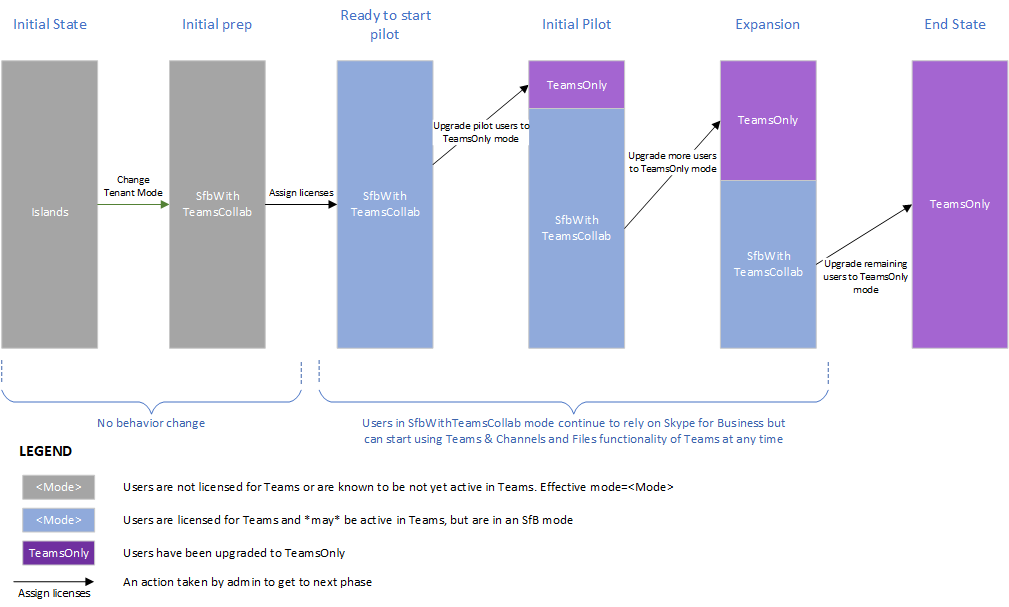 Initial State
Initial prep
Ready to start
pilot
Initial Pilot
Expansion
End State
Islands
Change
Tenant Mode
SfbWith
TeamsCollab
Assign licenses
SfbWith
TeamsCollab
Upgrade pilot users to
TeamsOnly mode
TeamsOnly
SfbWith
TeamsCollab
Upgrade more users
to TeamsOnly mode
TeamsOnly
SfbWith
TeamsCollab
Upgrade remaining
users to TeamsOnly
mode
TeamsOnly
No behavior change
Users in SfbWithTeamsCollab mode continue to rely on Skype for Business but
can start using Teams & Channels and Files functionality of Teams at any time
LEGEND
<Mode>
Users are not licensed for Teams or are known to be not yet active in Teams. Effective mode=<Mode>
<Mode>
Users are licensed for Teams and *may* be active in Teams, but are in an SfB mode
TeamsOnly
Users have been upgraded to TeamsOnly
Assign licenses
An action taken by admin to get to next phase